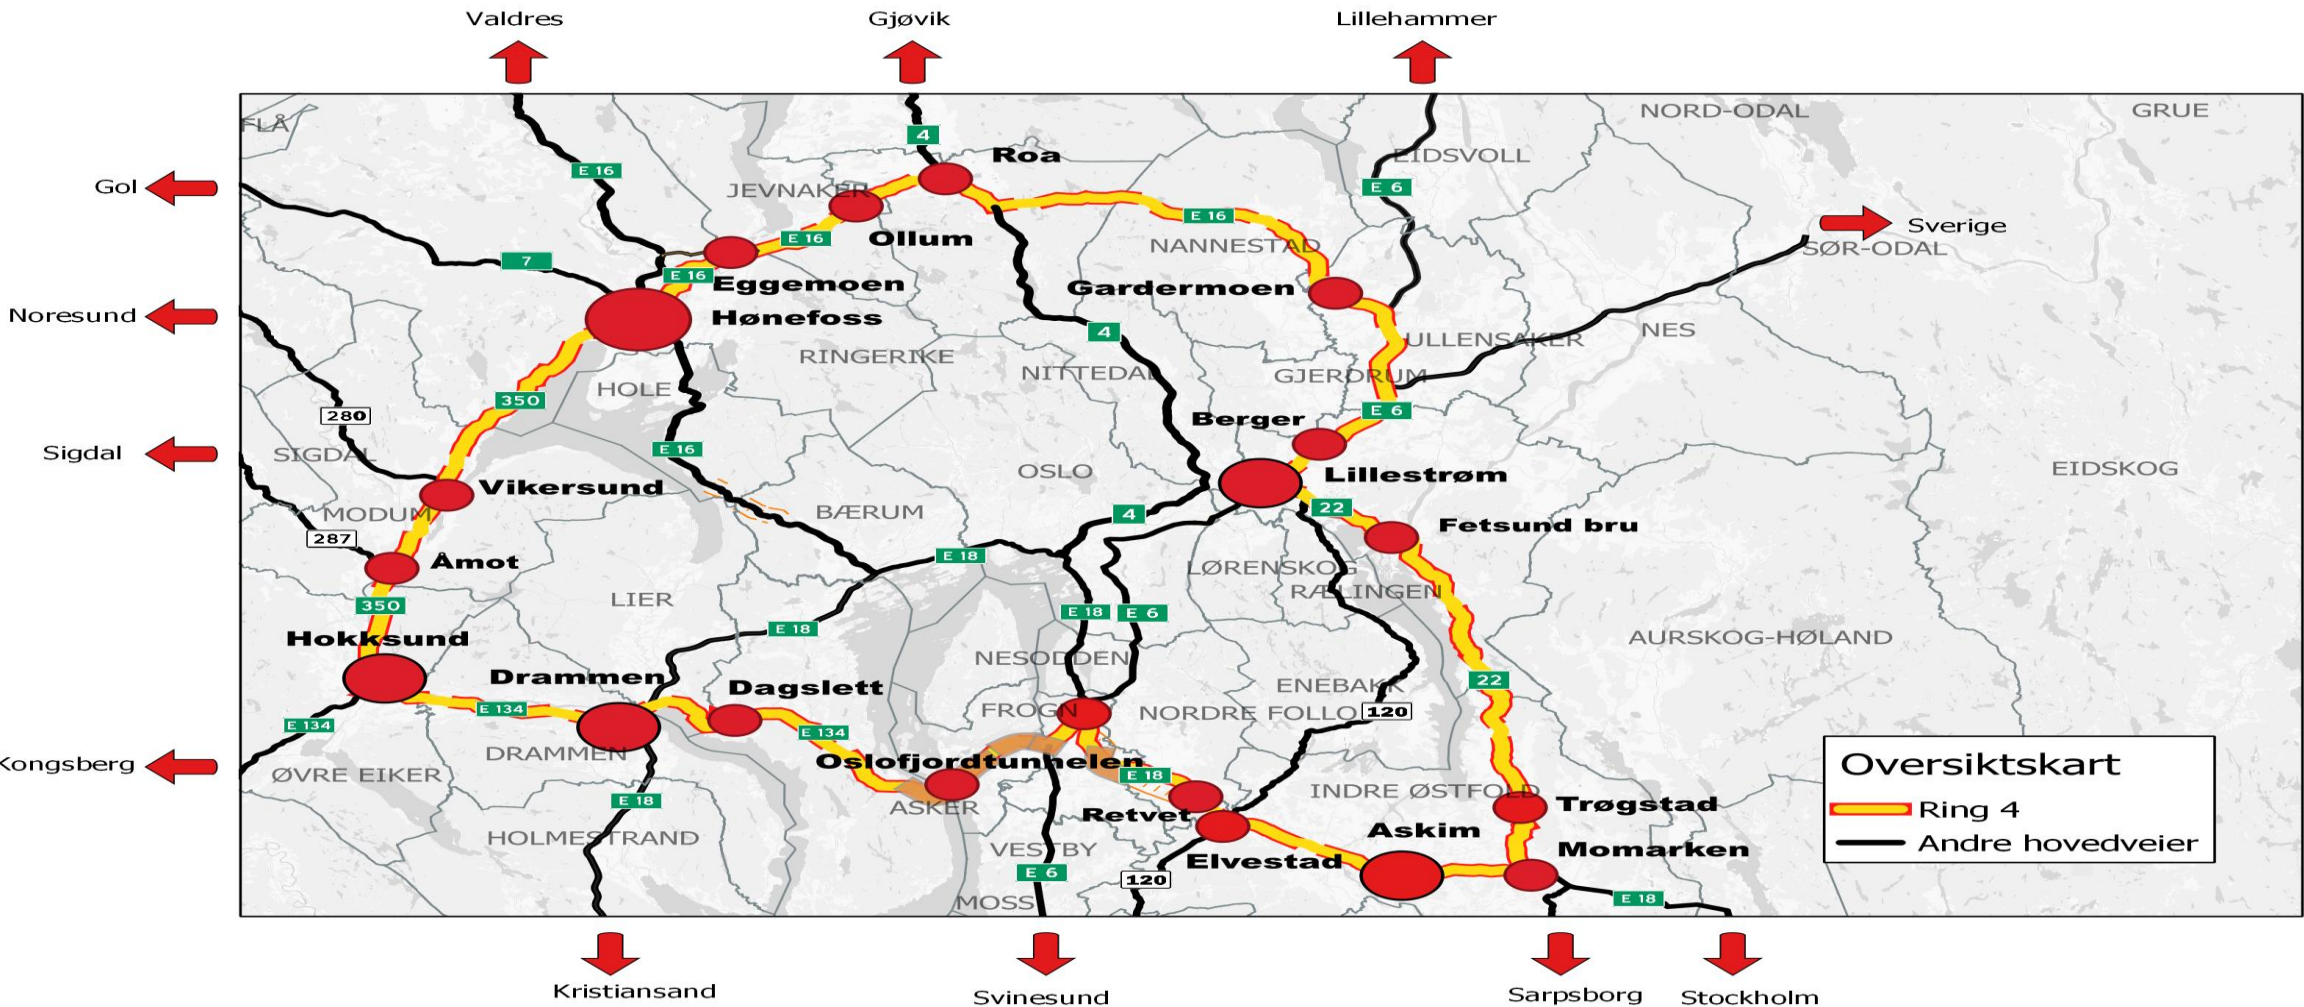 Valdres
Gjøvik
Lillehammer
FLÅ
NORD-ODAL
GRUE
4
Roa
EIDSVOLL
E 16
Gol
JEVNAKER
E 6
E 16
Sverige
E 16
Ollum
NANNESTAD
SØR-ODAL
7
E 16
Eggemoen
Gardermoen
Noresund
Hønefoss
4
ULLENSAKER
NES
RINGERIKE
NITTEDAL
GJERDRUM
HOLE
350
280
Berger
E 6
Sigdal
SIGDAL
E 16
OSLO
Lillestrøm
EIDSKOG
Vikersund
MODUM
BÆRUM
4
22
Fetsund bru
287
Åmot
E 18
LØRENSKOG
RÆLINGEN
350
LIER
E 18
E 6
Hokksund
E 18
AURSKOG-HØLAND
NESODDEN
Drammen
Dagslett
ENEBAKK
22
E 134
E 134
FROGN
NORDRE FOLLO
120
E 134
DRAMMEN
Oslofjordtunnelen
Kongsberg
ØVRE EIKER
E 18
Oversiktskart
E 18
ASKER
INDRE ØSTFOLD
Trøgstad
Ring 4
Retvet
Askim
HOLMESTRAND
VESTBY
Elvestad
Momarken
Andre hovedveier
E 6
120
MOSS
E 18
Kristiansand
Svinesund
Sarpsborg
Stockholm